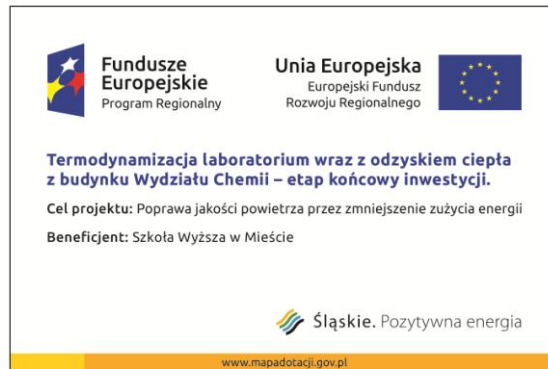 Fundusze
Europejskie
Program Regionalny
Unia Europejska
Europejski Fundusz
Rozwoju Regionalnego
Termodynamizacja laboratorium wraz z odzyskiem ciepła
z budynku Wydziału Chemii – etap końcowy inwestycji.
Cel projektu: Poprawa jakości powietrza przez zmniejszenie zużycia energii
Beneficjent: Szkoła Wyższa w Mieście
Śląskie. Pozytywna energia
www.mapadotacji.gov.pl